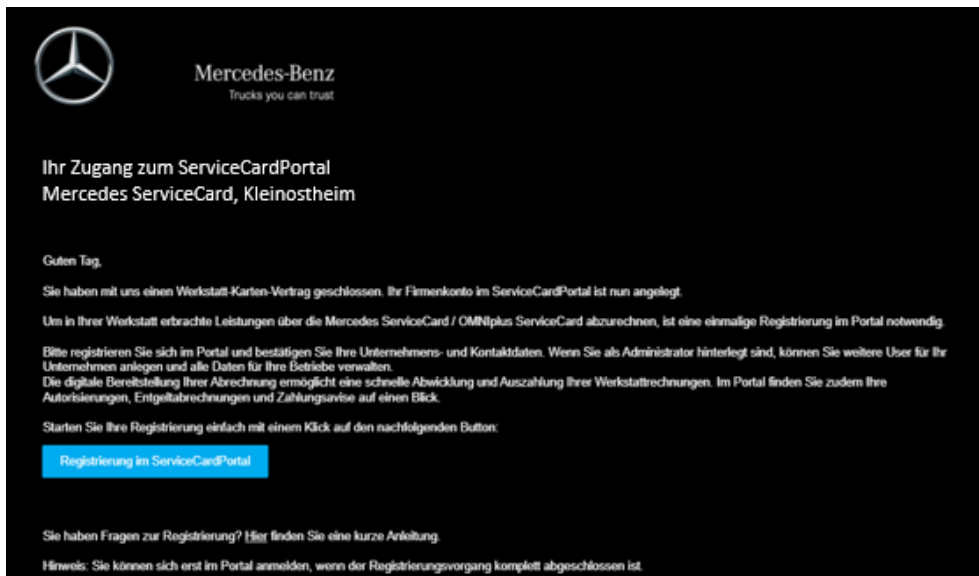 Mercedes-Benz
Trucks you can trust
Ihr Zugang zum ServiceCardPortal
Mercedes ServiceCard, Kleinostheim
Guten Tag,
Sie haben mit uns einen Werkstatt-Karten-Vertrag geschlossen. Ihr Firmenkonto im ServiceCardPortal ist nun angelegt.
Um in Ihrer Werkstatt erbrachte Leistungen über die Mercedes ServiceCard / OMNIplus ServiceCard abzurechnen, ist eine einmalige Registrierung im Portal notwendig.
Bitte registrieren Sie sich im Portal und bestätigen Sie Ihre Unternehmens- und Kontaktdaten. Wenn Sie als Administrator hinterlegt sind, können Sie weitere User für Ihr
Unternehmen anlegen und alle Daten für Ihre Betriebe verwalten.
Die digitale Bereitstellung Ihrer Abrechnung ermöglicht eine schnelle Abwicklung und Auszahlung Ihrer Werkstattrechnungen. Im Portal finden Sie zudem Ihre
Autorisierungen, Entgeltabrechnungen und Zahlungsavise auf einen Blick.
Starten Sie Ihre Registrierung einfach mit einem Klick auf den nachfolgenden Button:
Registrierung im ServiceCardPortal
Sie haben Fragen zur Registrierung? Hier finden Sie eine kurze Anleitung.
Hinweis: Sie können sich erst im Portal anmelden, wenn der Registrierungsvorgang komplett abgeschlossen ist.